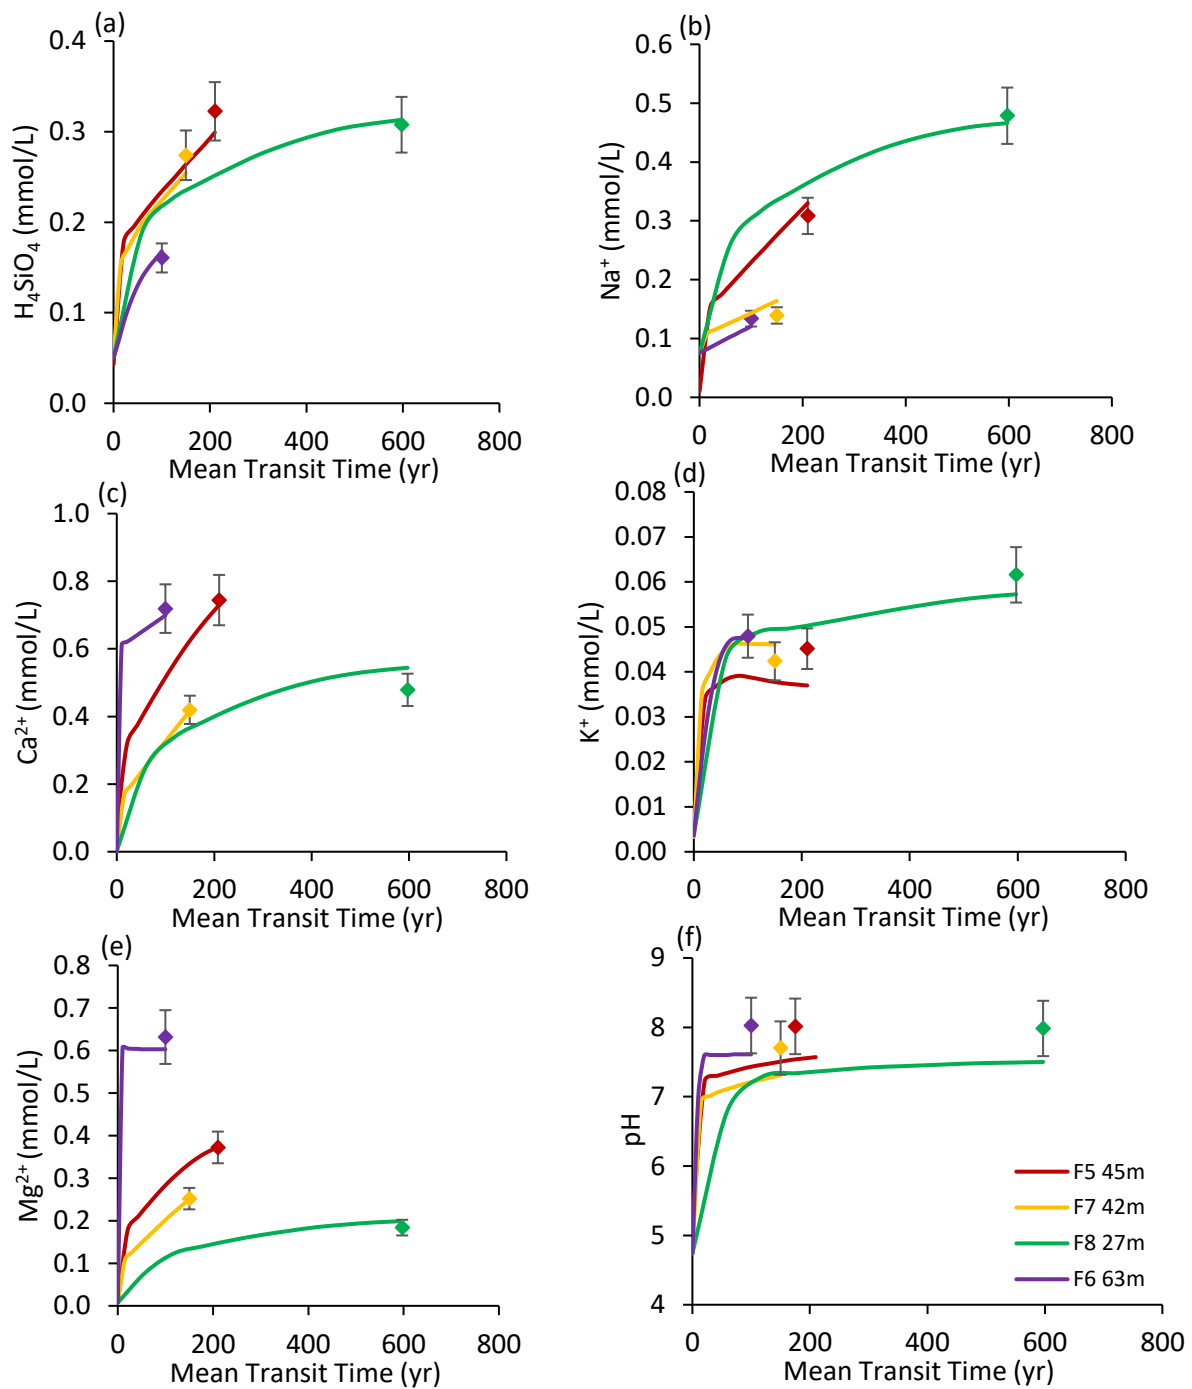 (a)
0.4
0.3
0.2
0.1
0.0
H₄SiO₄ (mmol/L)
0 200 400 600 800
Mean Transit Time (yr)
(b)
0.6
0.5
0.4
0.3
0.2
0.1
0.0
Na⁺ (mmol/L)
0 200 400 600 800
Mean Transit Time (yr)
(c)
1.0
0.8
0.6
0.4
0.2
0.0
Ca²⁺ (mmol/L)
0 200 400 600 800
Mean Transit Time (yr)
(d)
0.08
0.07
0.06
0.05
0.04
0.03
0.02
0.01
0.00
K⁺ (mmol/L)
0 200 400 600 800
Mean Transit Time (yr)
(e)
0.8
0.7
0.6
0.5
0.4
0.3
0.2
0.1
0.0
Mg²⁺ (mmol/L)
0 200 400 600 800
Mean Transit Time (yr)
(f)
9
8
7
6
5
4
pH
F5 45m
F7 42m
F8 27m
F6 63m
0 200 400 600 800
Mean Transit Time (yr)